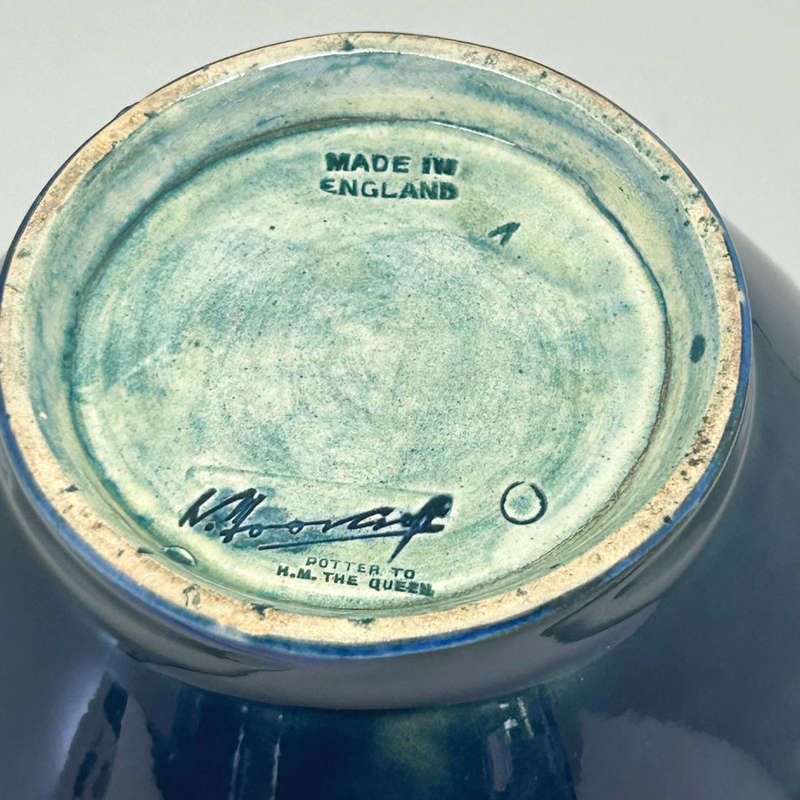 MADE IN
ENGLAND
W. Moorcroft
POTTER TO
H.M. THE QUEEN